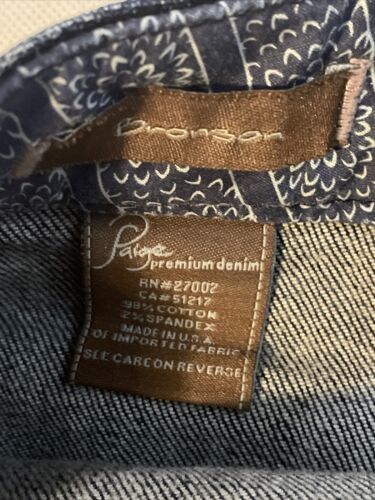 Bronson
Paige
premium denim
RN#27002
CA#51217
98% COTTON
2% SPANDEX
MADE IN U.S.A.
OF IMPORTED FABRIC
SEE CARE ON REVERSE